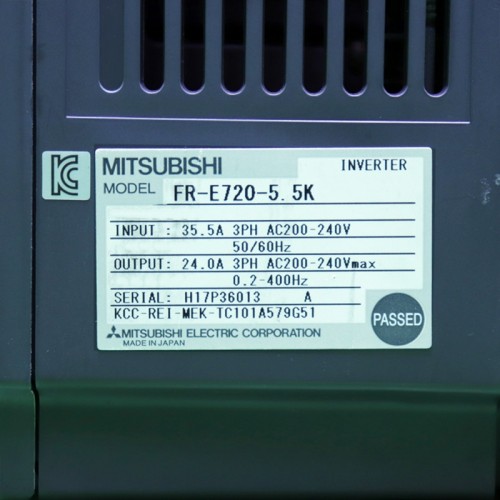 MITSUBISHI INVERTER
MODEL FR-E720-5.5K
INPUT : 35.5A 3PH AC200-240V
50/60Hz
OUTPUT: 24.0A 3PH AC200-240Vmax
0.2-400Hz
SERIAL: H17P36013 A
KCC-REI-MEK-TC101A579G51
PASSED
MITSUBISHI ELECTRIC CORPORATION
MADE IN JAPAN